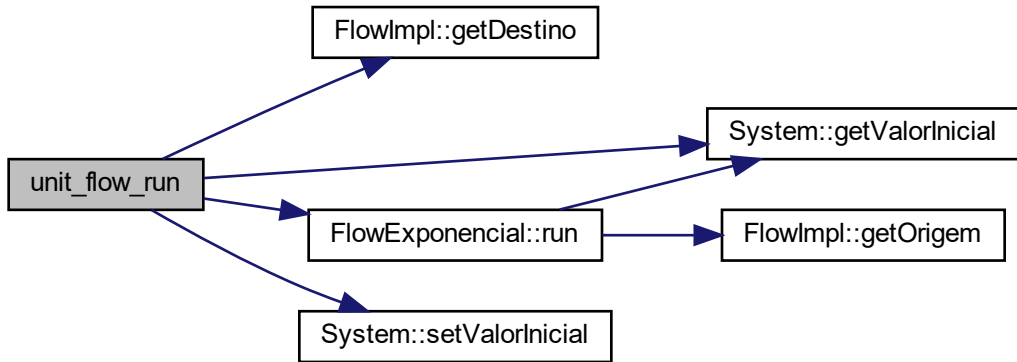 FlowImpl::getDestino
System::getValorInicial
unit_flow_run
FlowExponencial::run
FlowImpl::getOrigem
System::setValorInicial